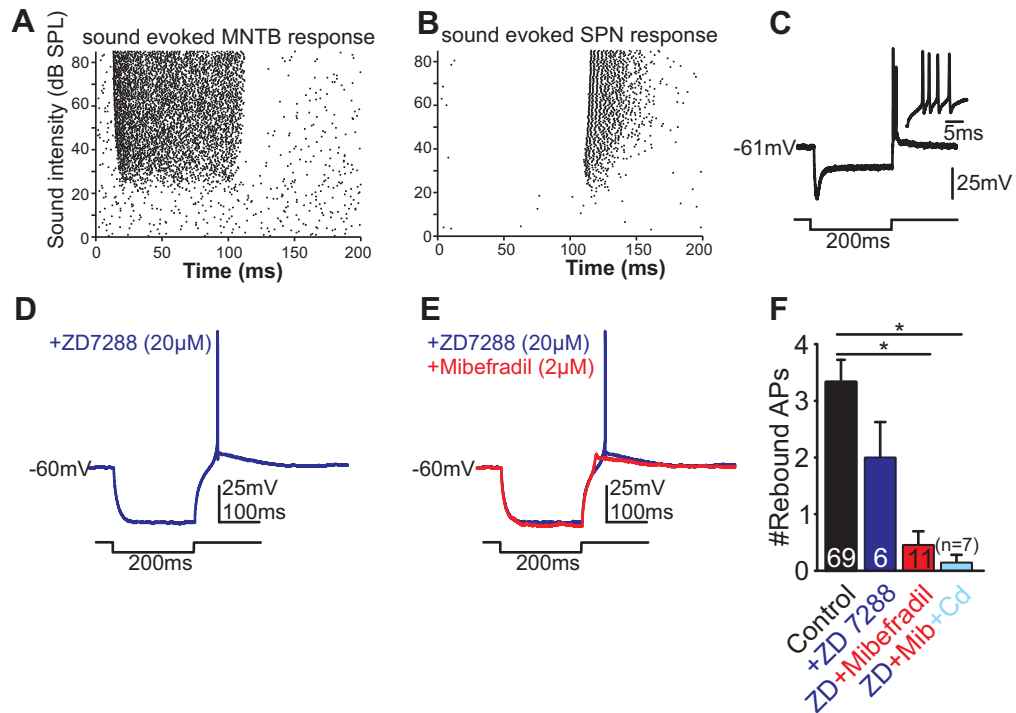 A
sound evoked MNTB response
Sound intensity (dB SPL)
80
60
40
20
0
0
50
100
150
200
Time (ms)
B
sound evoked SPN response
80
60
40
20
0
0
50
100
150
200
Time (ms)
C
5ms
-61mV
25mV
200ms
D
+ZD7288 (20µM)
-60mV
25mV
100ms
200ms
E
+ZD7288 (20µM)
+Mibefradil (2µM)
-60mV
25mV
100ms
200ms
F
*
*
#Rebound APs
4
3
2
1
0
69
6
11
(n=7)
Control
+ZD 7288
ZD+Mibefradil
ZD+Mib+Cd